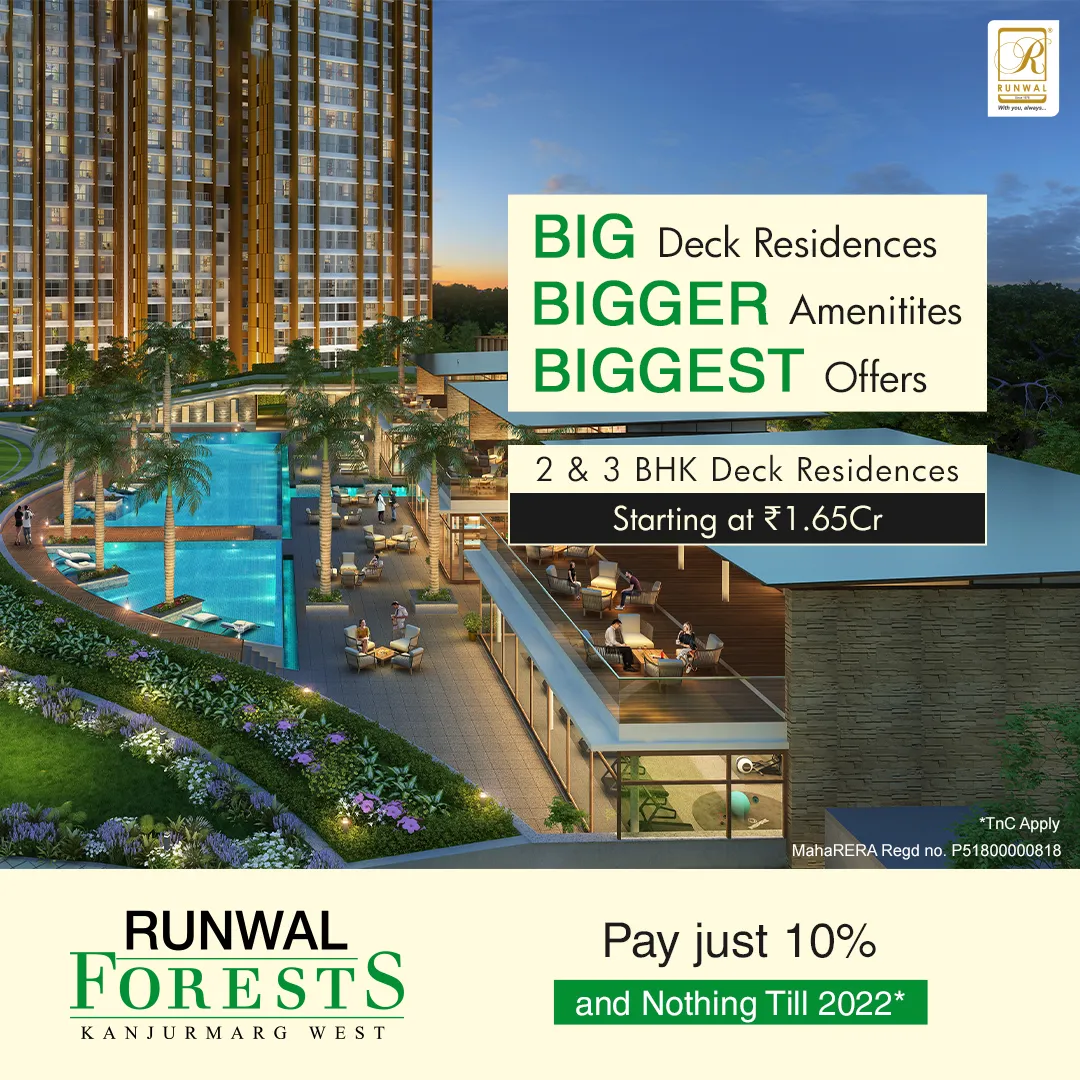 R
RUNWAL
With you, always...
BIG Deck Residences
BIGGER Amenitites
BIGGEST Offers
2 & 3 BHK Deck Residences
Starting at ₹1.65Cr
*TnC Apply
MahaRERA Regd no. P51800000818
RUNWAL
FORESTS
KANJURMARG WEST
Pay just 10%
and Nothing Till 2022*